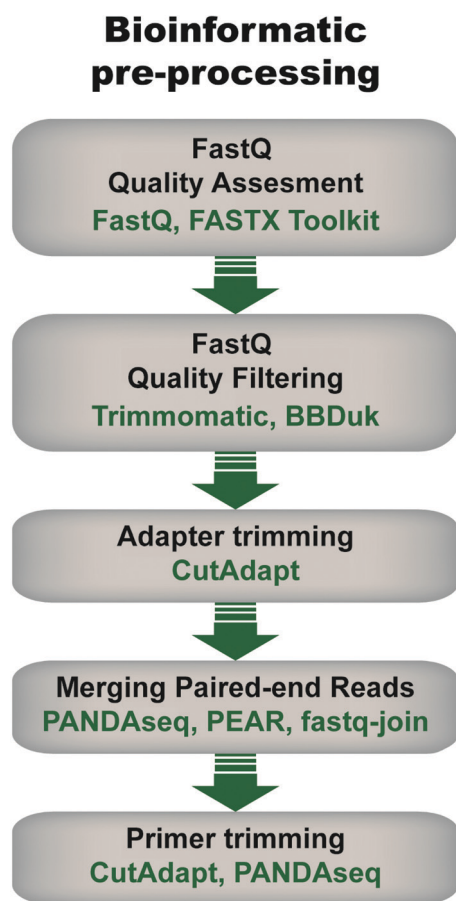 Bioinformatic
pre-processing
FastQ
Quality Assesment
FastQ, FASTX Toolkit
FastQ
Quality Filtering
Trimmomatic, BBDuk
Adapter trimming
CutAdapt
Merging Paired-end Reads
PANDAseq, PEAR, fastq-join
Primer trimming
CutAdapt, PANDAseq